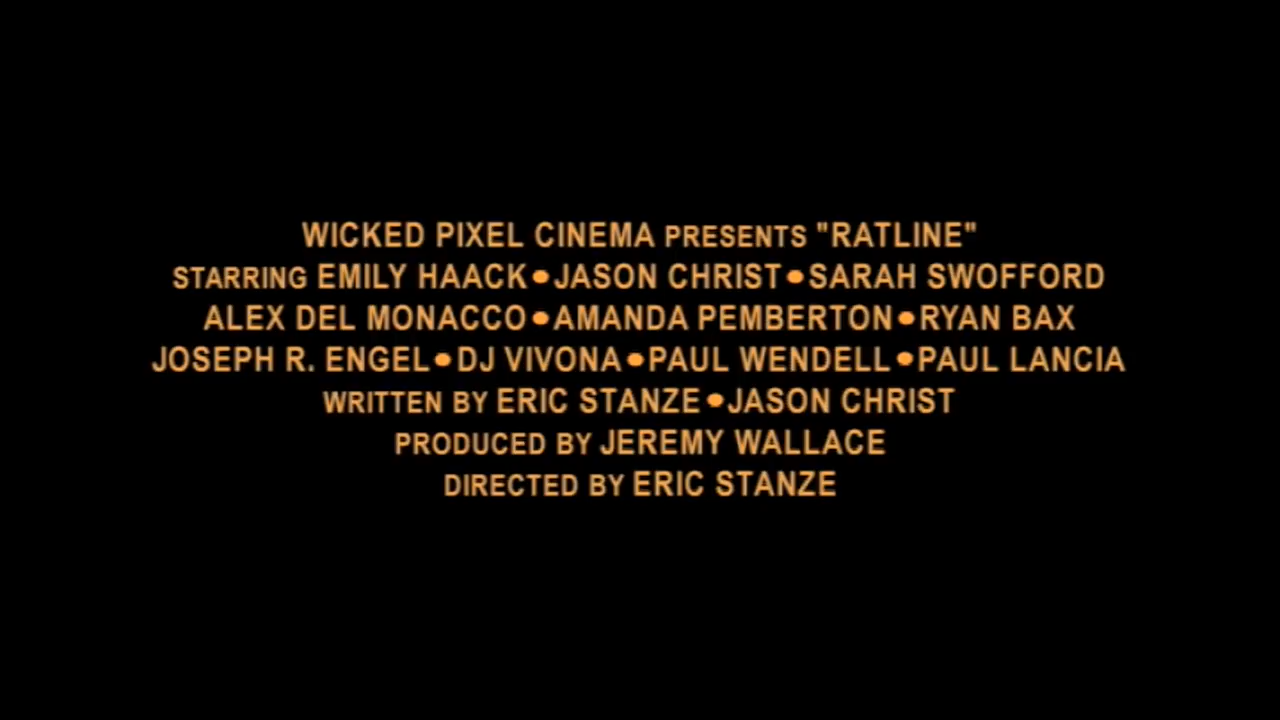 WICKED PIXEL CINEMA PRESENTS "RATLINE"
STARRING EMILY HAACK•JASON CHRIST•SARAH SWOFFORD
ALEX DEL MONACCO•AMANDA PEMBERTON•RYAN BAX
JOSEPH R. ENGEL•DJ VIVONA•PAUL WENDELL•PAUL LANCIA
WRITTEN BY ERIC STANZE•JASON CHRIST
PRODUCED BY JEREMY WALLACE
DIRECTED BY ERIC STANZE